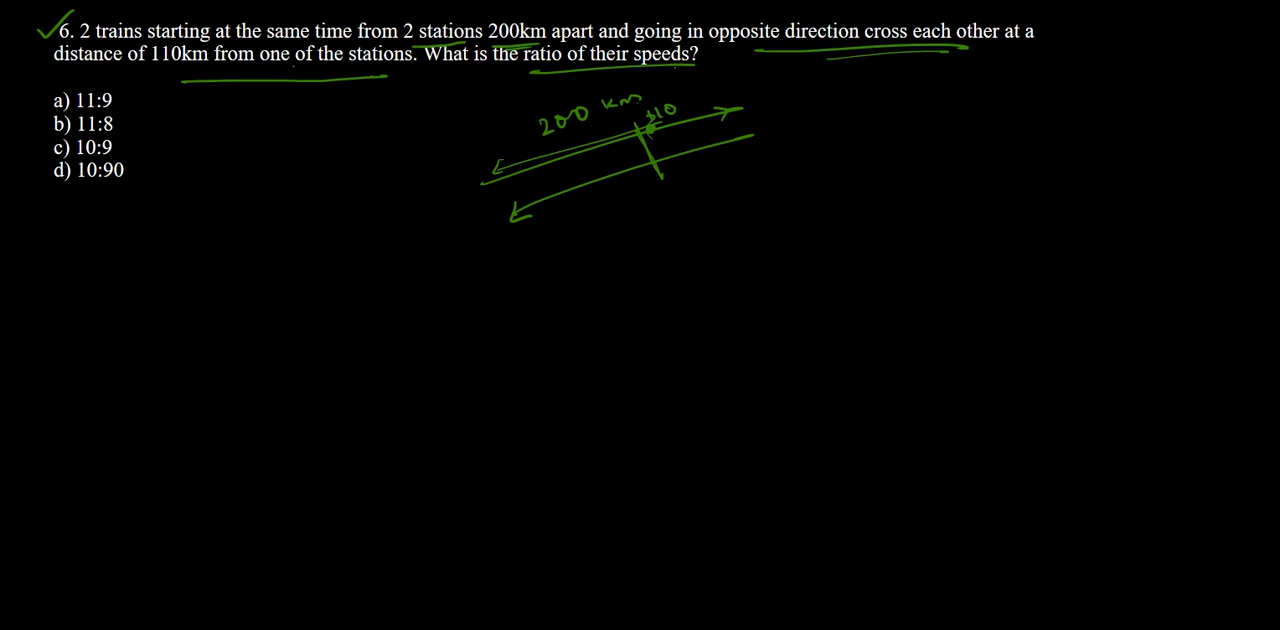 6. 2 trains starting at the same time from 2 stations 200km apart and going in opposite direction cross each other at a
distance of 110km from one of the stations. What is the ratio of their speeds?
a) 11:9
b) 11:8
c) 10:9
d) 10:90
200 km
110